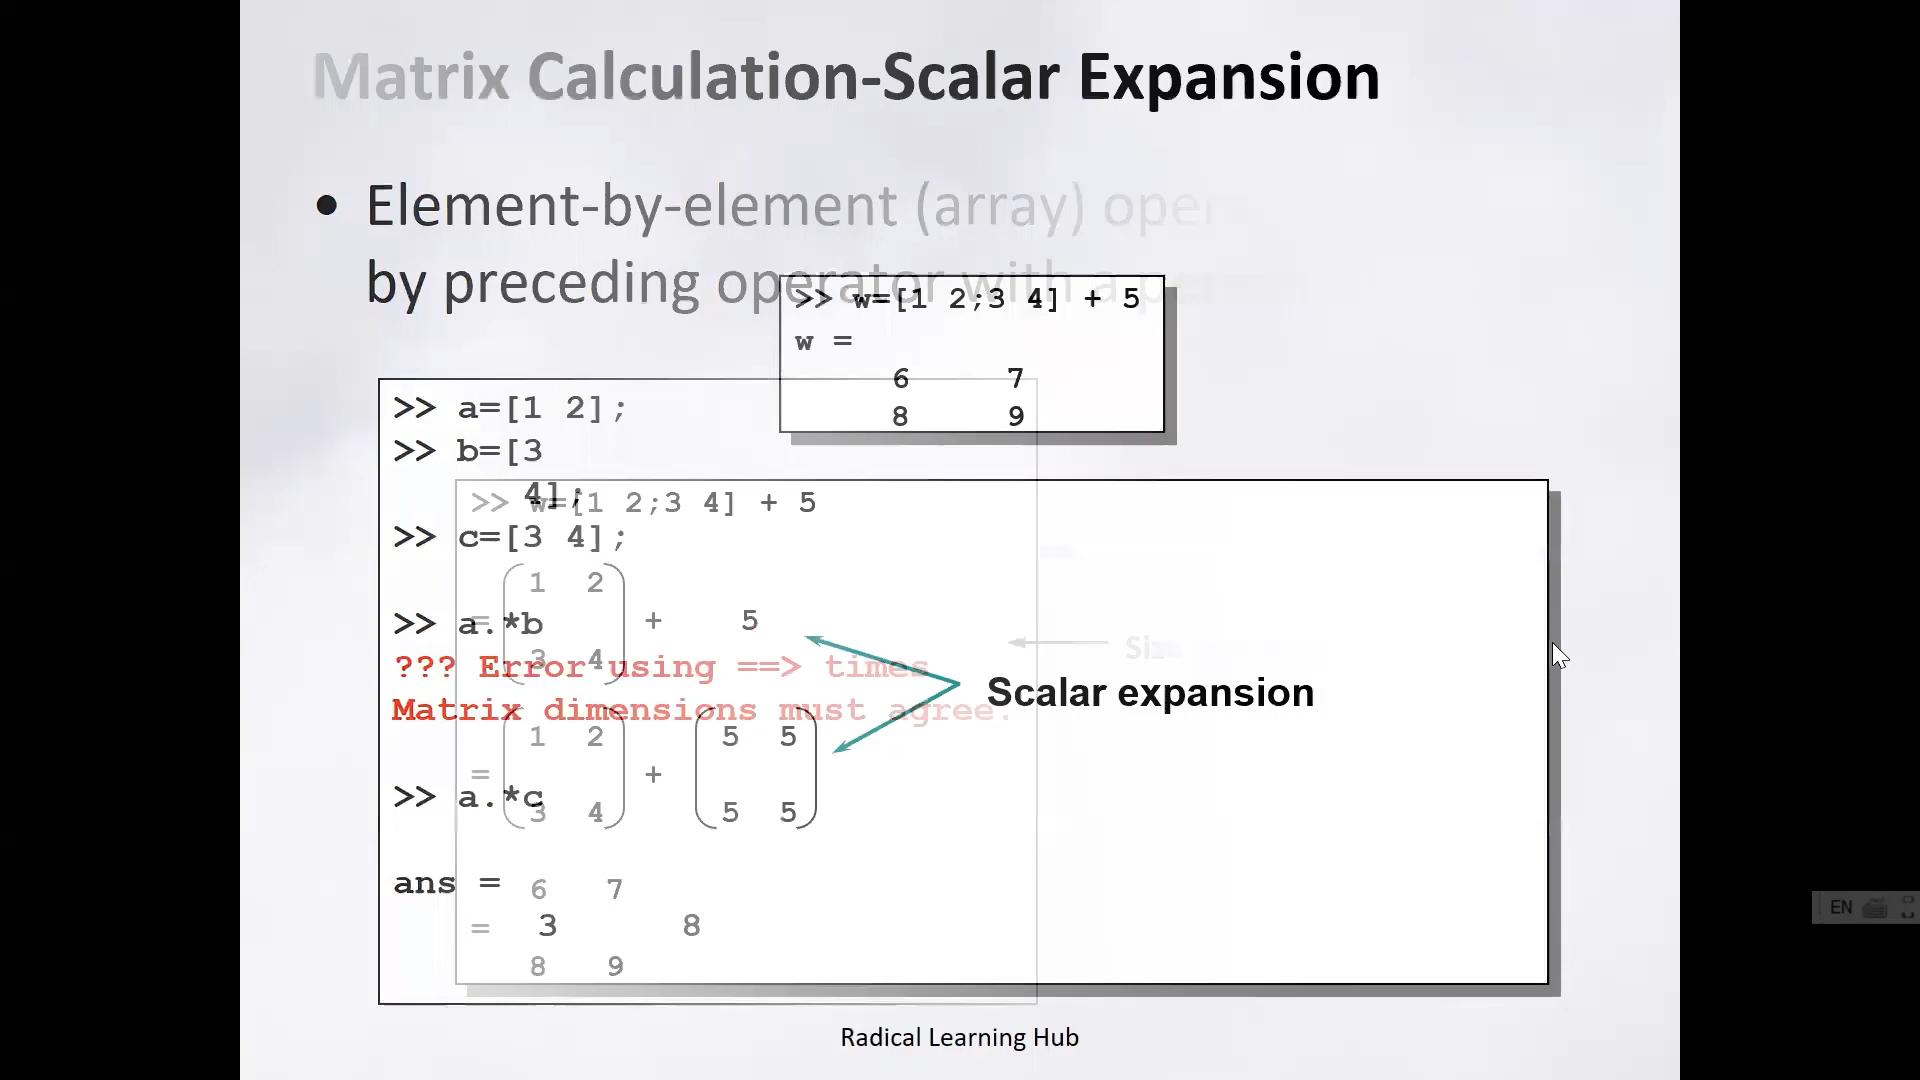 Matrix Calculation-Scalar Expansion
• Element-by-element (array)
by preceding operator with a
>> w=[1 2;3 4] + 5
w =
6 7
8 9
>> a=[1 2];
>> b=[3
4];
>> c=[3 4];
>> a.*b
??? Error using ==> times
Matrix dimensions must agree.
>> a.*c
ans =
3 8
>> w=[1 2;3 4] + 5
1 2
= + 5
3 4
Scalar expansion
1 2 5 5
= +
3 4 5 5
6 7
=
8 9
Radical Learning Hub
EN